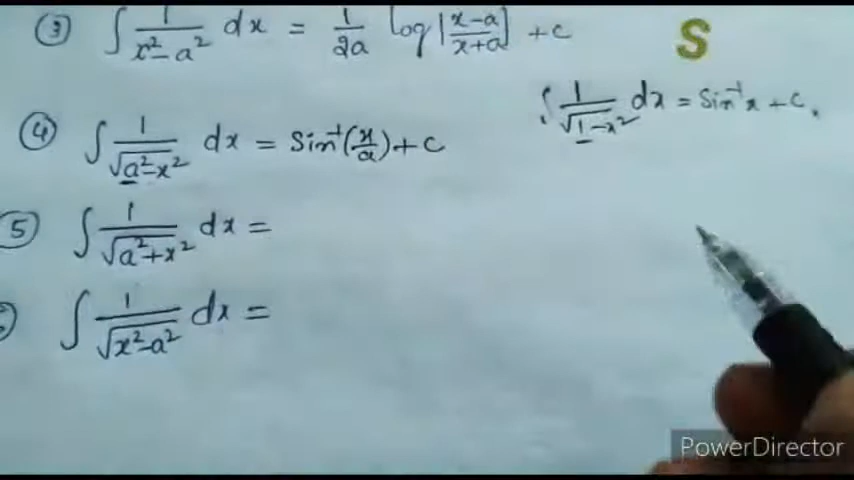 ③ ∫ 1/(x² - a²) dx = 1/2a log |(x-a)/(x+a)| + c
S
∫ 1/√(1-x²) dx = Sin⁻¹x + c.
④ ∫ 1/√(a²-x²) dx = Sin⁻¹(x/a) + c
⑤ ∫ 1/√(a²+x²) dx =
∫ 1/√(x²-a²) dx =
PowerDirector